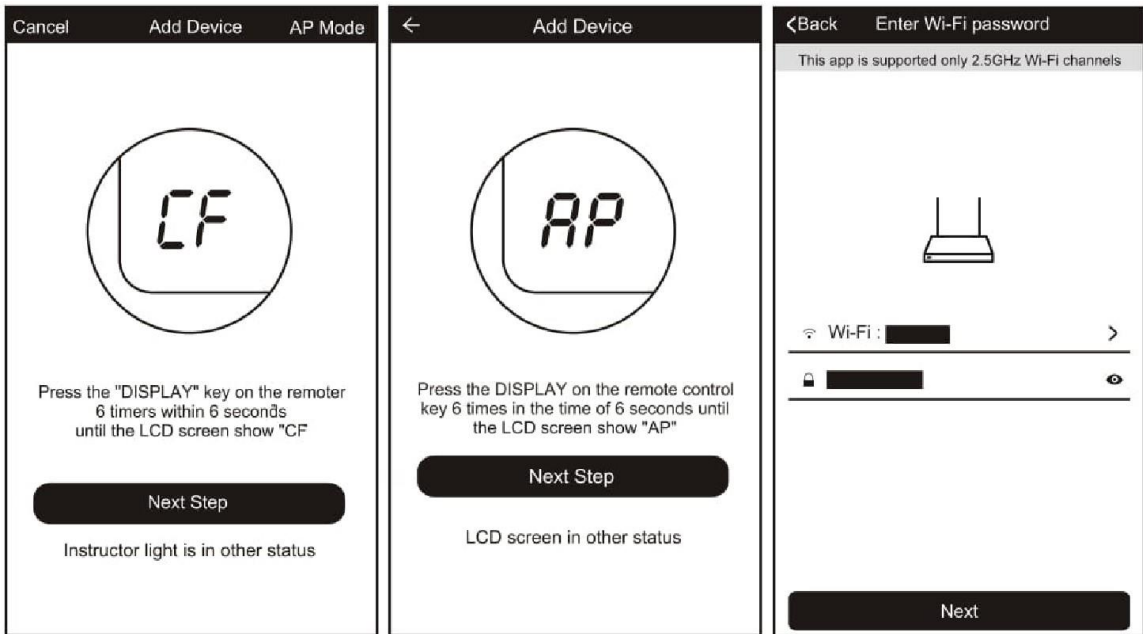 Cancel Add Device AP Mode
CF
Press the "DISPLAY" key on the remoter
6 timers within 6 seconds
until the LCD screen show "CF
Next Step
Instructor light is in other status
Add Device
AP
Press the DISPLAY on the remote control
key 6 times in the time of 6 seconds until
the LCD screen show "AP"
Next Step
LCD screen in other status
Back Enter Wi-Fi password
This app is supported only 2.5GHz Wi-Fi channels
Wi-Fi :
Next